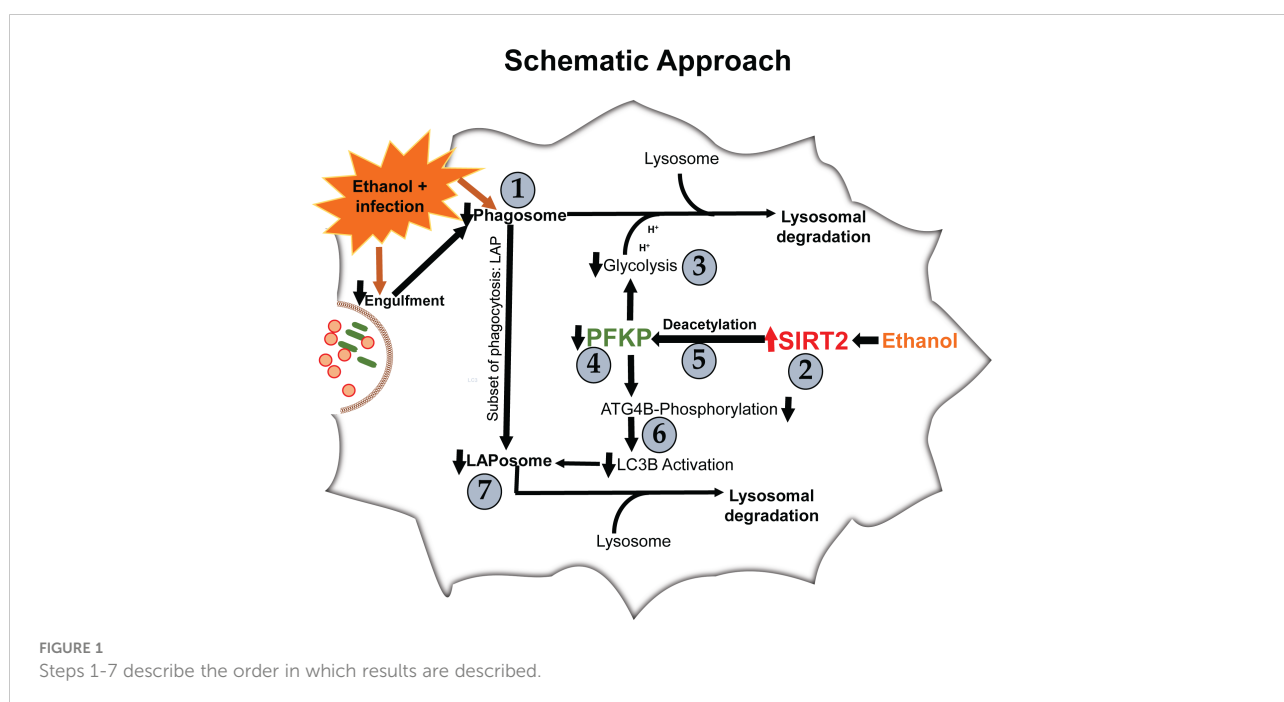 Schematic Approach
Ethanol +
infection
1
Phagosome
Engulfment
Subset of phagocytosis: LAP
Lysosome
Lysosomal
degradation
H⁺
H⁺
Glycolysis
3
PFKP
4
Deacetylation
5
SIRT2
2
Ethanol
ATG4B-Phosphorylation
6
LC3B Activation
LAPosome
7
Lysosomal
degradation
Lysosome
FIGURE 1
Steps 1-7 describe the order in which results are described.